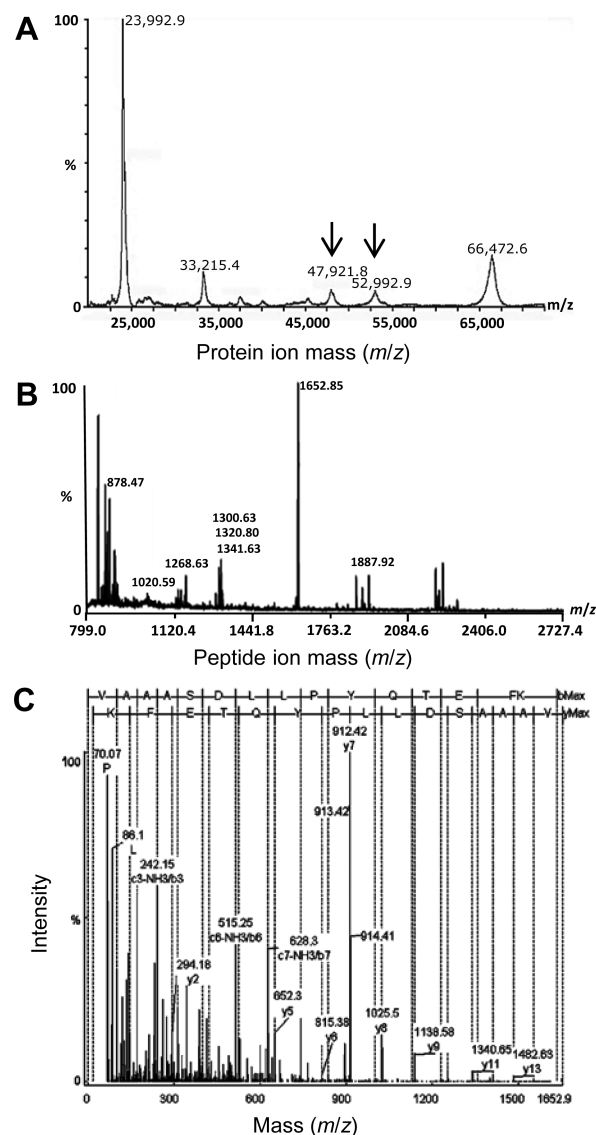 A
100
23,992.9
%
33,215.4
47,921.8
52,992.9
66,472.6
0
m/z
25,000 35,000 45,000 55,000 65,000
Protein ion mass (m/z)
B
100
1652.85
878.47
%
1300.63
1320.80
1341.63
1268.63
1020.59
1887.92
0
m/z
799.0 1120.4 1441.8 1763.2 2084.6 2406.0 2727.4
Peptide ion mass (m/z)
C
V A A A S D L L P Y Q T E FK bMax
K F E T Q Y P L L D S A A A V yMax
912.42
y7
70.07
P
100
913.42
86.1
L
242.15
c3-NH3/b3
Intensity
%
515.25
c6-NH3/b6
628.3
c7-NH3/b7
914.41
294.18
y2
652.3
y5
815.38
y6
1025.5
y8
1138.58
y9
1340.65
y11
1482.63
y13
0
0 300 600 900 1200 1500 1652.9
Mass (m/z)